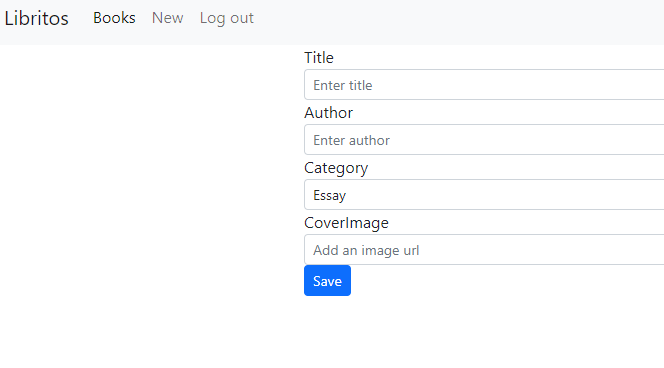 Libritos Books New Log out
Title
Enter title
Author
Enter author
Category
Essay
CoverImage
Add an image url
Save